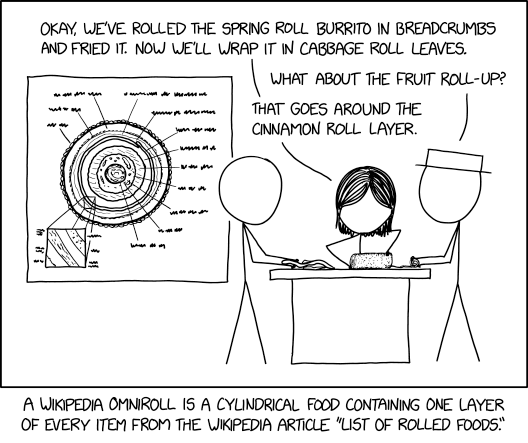 OKAY, WE'VE ROLLED THE SPRING ROLL BURRITO IN BREADCRUMBS
AND FRIED IT. NOW WE'LL WRAP IT IN CABBAGE ROLL LEAVES.
WHAT ABOUT THE FRUIT ROLL-UP?
THAT GOES AROUND THE
CINNAMON ROLL LAYER.
A WIKIPEDIA OMNIROLL IS A CYLINDRICAL FOOD CONTAINING ONE LAYER
OF EVERY ITEM FROM THE WIKIPEDIA ARTICLE "LIST OF ROLLED FOODS."